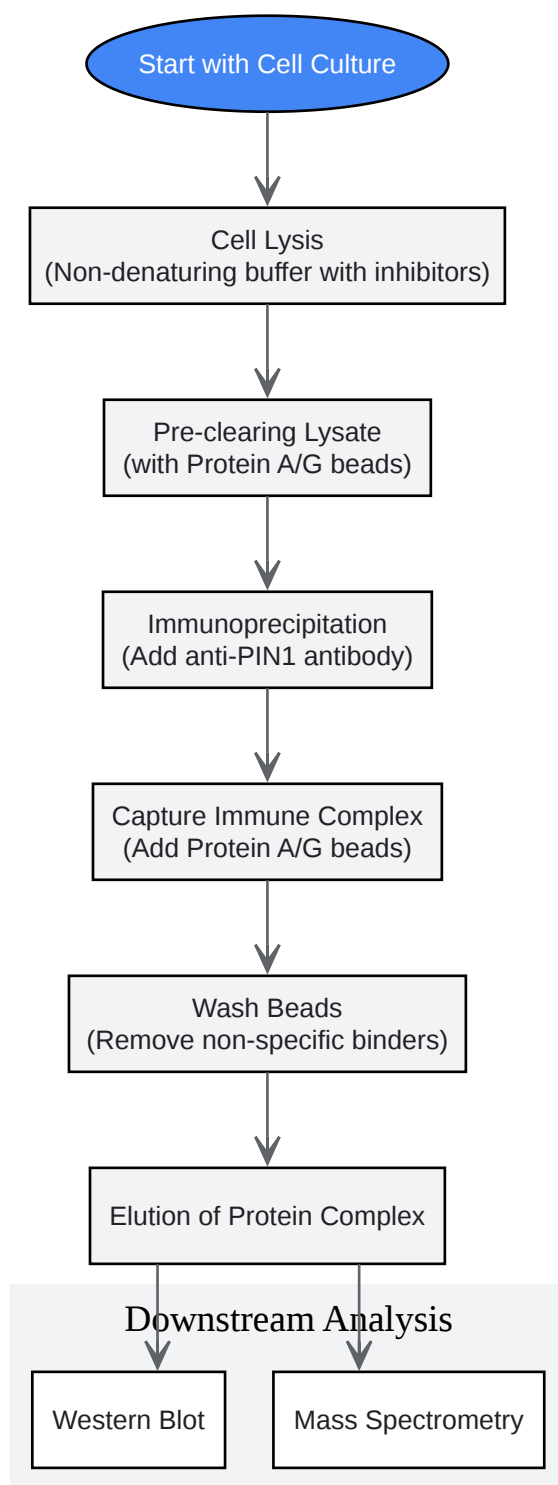 Start with Cell Culture
Cell Lysis
(Non-denaturing buffer with inhibitors)
Pre-clearing Lysate
(with Protein A/G beads)
Immunoprecipitation
(Add anti-PIN1 antibody)
Capture Immune Complex
(Add Protein A/G beads)
Wash Beads
(Remove non-specific binders)
Elution of Protein Complex
Downstream Analysis
Western Blot
Mass Spectrometry